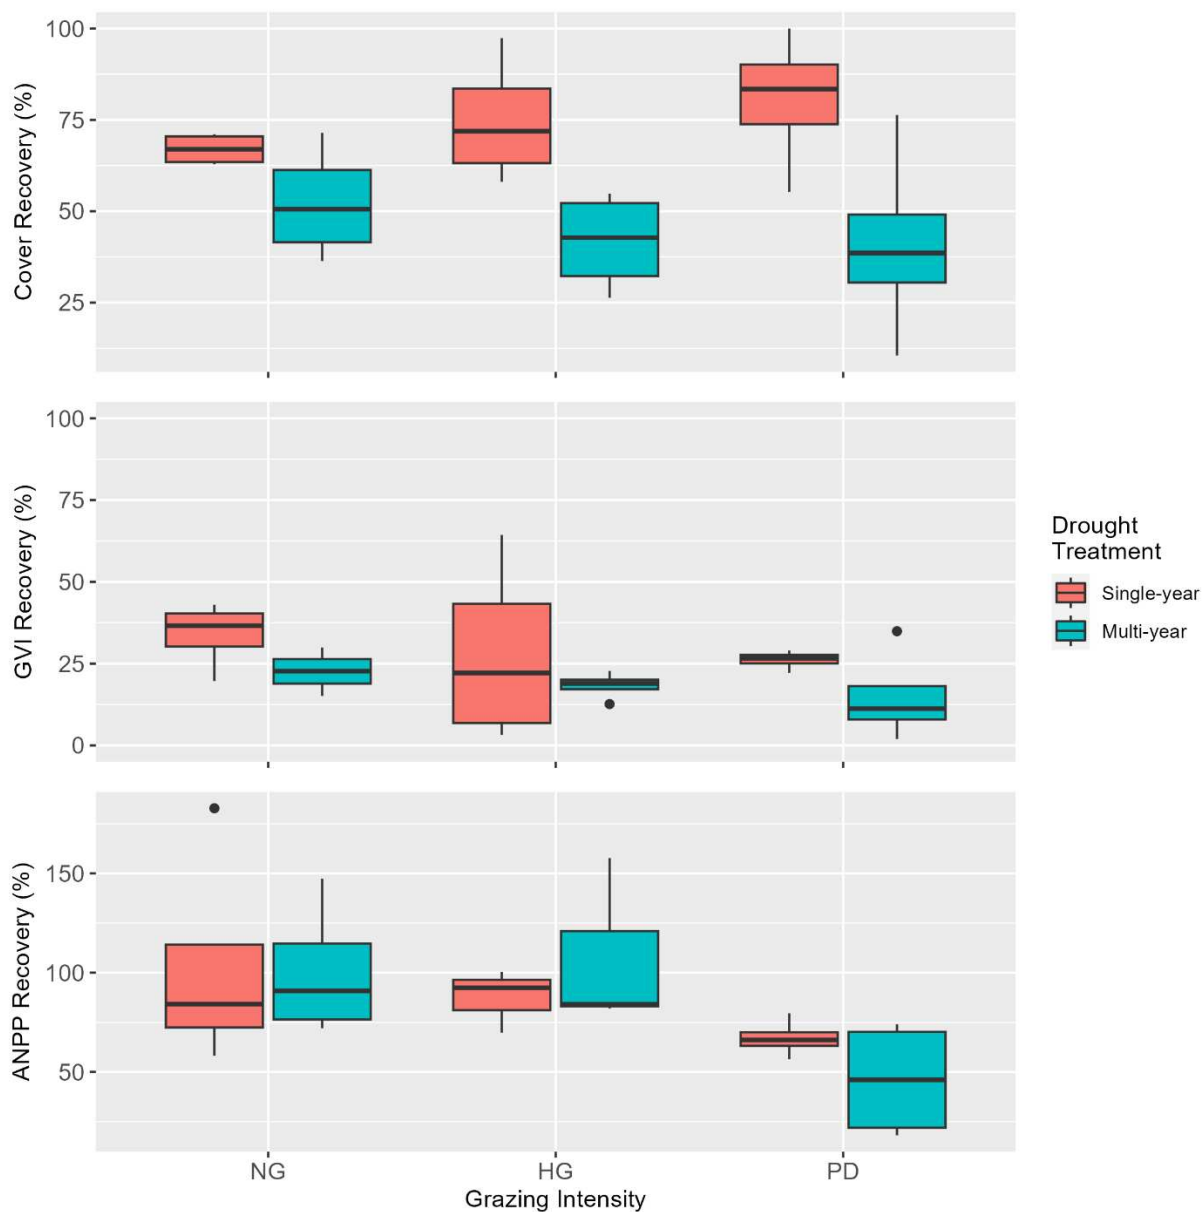 Cover Recovery (%)
100
75
50
25
GVI Recovery (%)
100
75
50
25
0
ANPP Recovery (%)
150
100
50
NG HG PD
Grazing Intensity
Drought
Treatment
Single-year
Multi-year